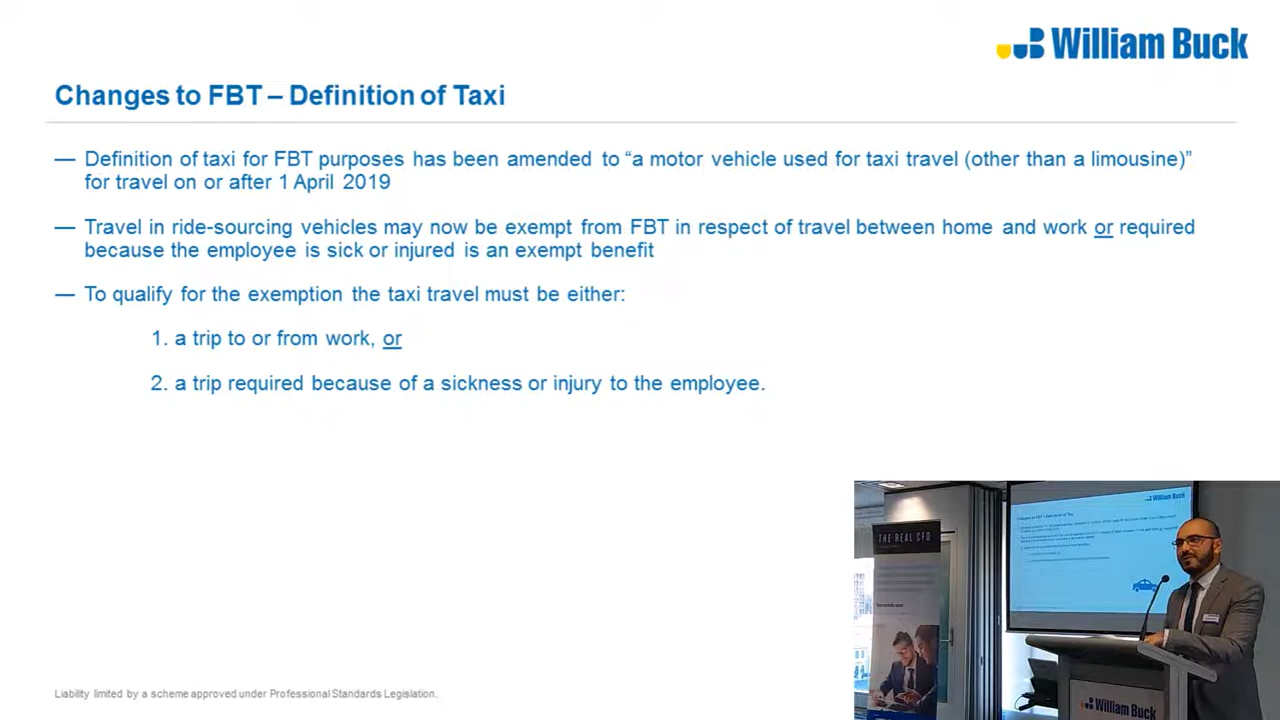 William Buck
Changes to FBT – Definition of Taxi
— Definition of taxi for FBT purposes has been amended to “a motor vehicle used for taxi travel (other than a limousine)”
for travel on or after 1 April 2019
— Travel in ride-sourcing vehicles may now be exempt from FBT in respect of travel between home and work or required
because the employee is sick or injured is an exempt benefit
— To qualify for the exemption the taxi travel must be either:
1. a trip to or from work, or
2. a trip required because of a sickness or injury to the employee.
William Buck
THE REAL CFO
William Buck
Liability limited by a scheme approved under Professional Standards Legislation.